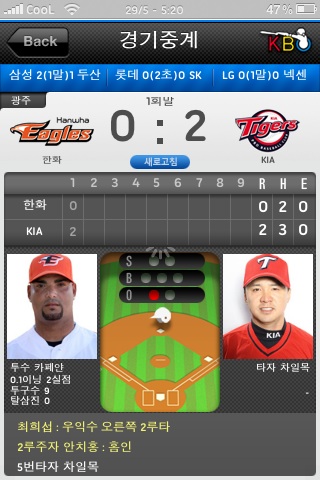 CooL 29/5 - 5:20 47%
Back 경기중계 KBO
삼성 2(1말)1 두산 롯데 0(2초)0 SK LG 0(1말)0 넥센
광주 1회말
Hanwha Eagles 0 : 2 KIA Tigers
한화 새로고침 KIA
1 2 3 4 5 6 7 8 9 R H E
한화 0 0 2 0
KIA 2 2 3 0
S
B
O
KIA
투수 카페얀 타자 차일목
0.1이닝 2실점
투구수 9
탈삼진 0
-
최희섭 : 우익수 오른쪽 2루타
2루주자 안치홍 : 홈인
5번타자 차일목